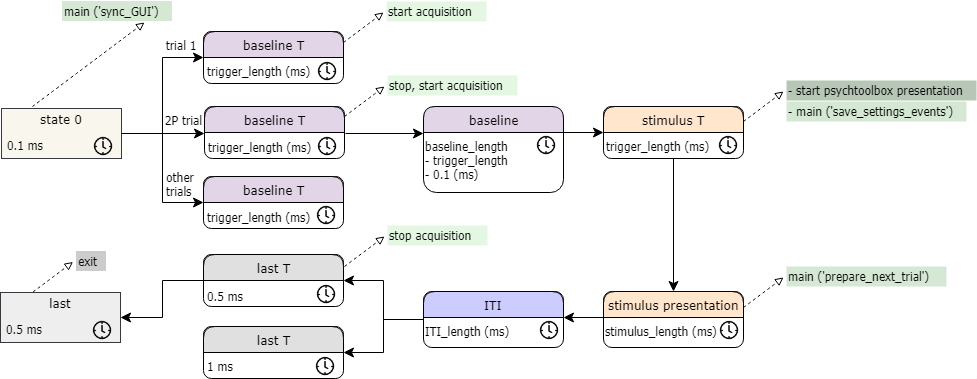 main ('sync_GUI')
start acquisition
trial 1
baseline T
trigger_length (ms)
stop, start acquisition
- start psychtoolbox presentation
- main ('save_settings_events')
state 0
0.1 ms
2P trial
baseline T
trigger_length (ms)
baseline
baseline_length
- trigger_length
- 0.1 (ms)
stimulus T
trigger_length (ms)
other
trials
baseline T
trigger_length (ms)
stop acquisition
exit
last T
0.5 ms
main ('prepare_next_trial')
last
0.5 ms
ITI
ITI_length (ms)
stimulus presentation
stimulus_length (ms)
last T
1 ms